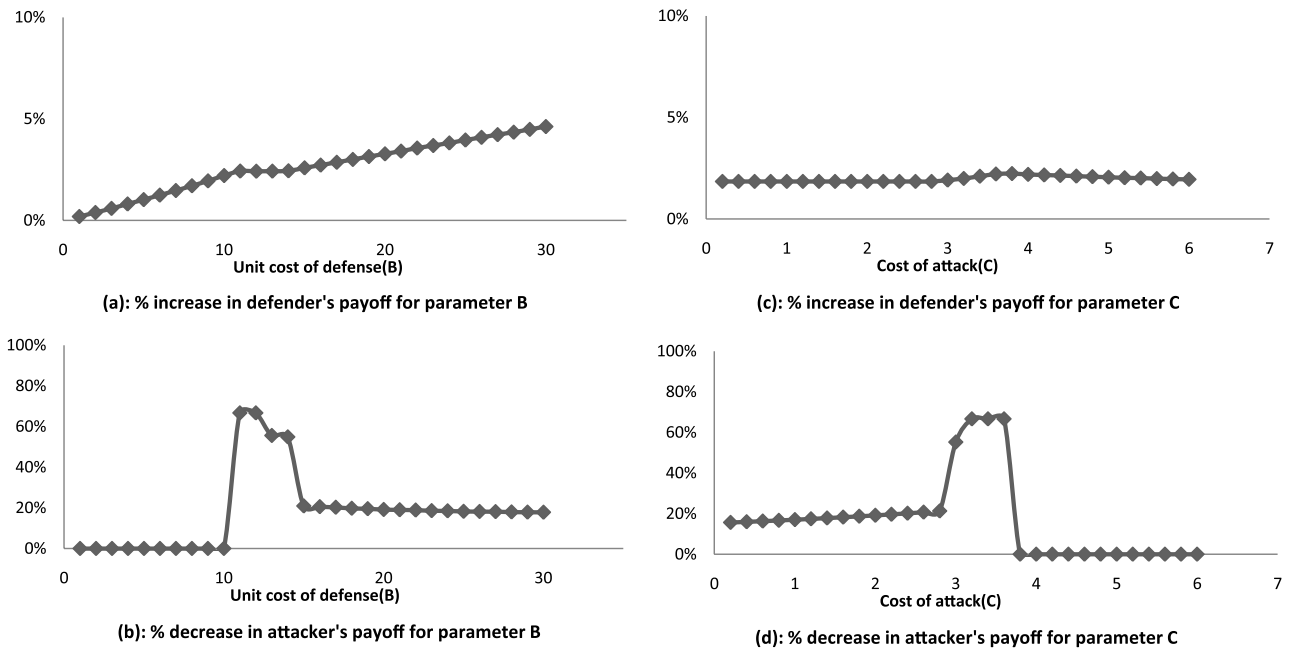 10%
5%
0%
0 10 20 30
Unit cost of defense(B)
(a): % increase in defender's payoff for parameter B
10%
5%
0%
0 1 2 3 4 5 6 7
Cost of attack(C)
(c): % increase in defender's payoff for parameter C
100%
80%
60%
40%
20%
0%
0 10 20 30
Unit cost of defense(B)
(b): % decrease in attacker's payoff for parameter B
100%
80%
60%
40%
20%
0%
0 1 2 3 4 5 6 7
Cost of attack(C)
(d): % decrease in attacker's payoff for parameter C